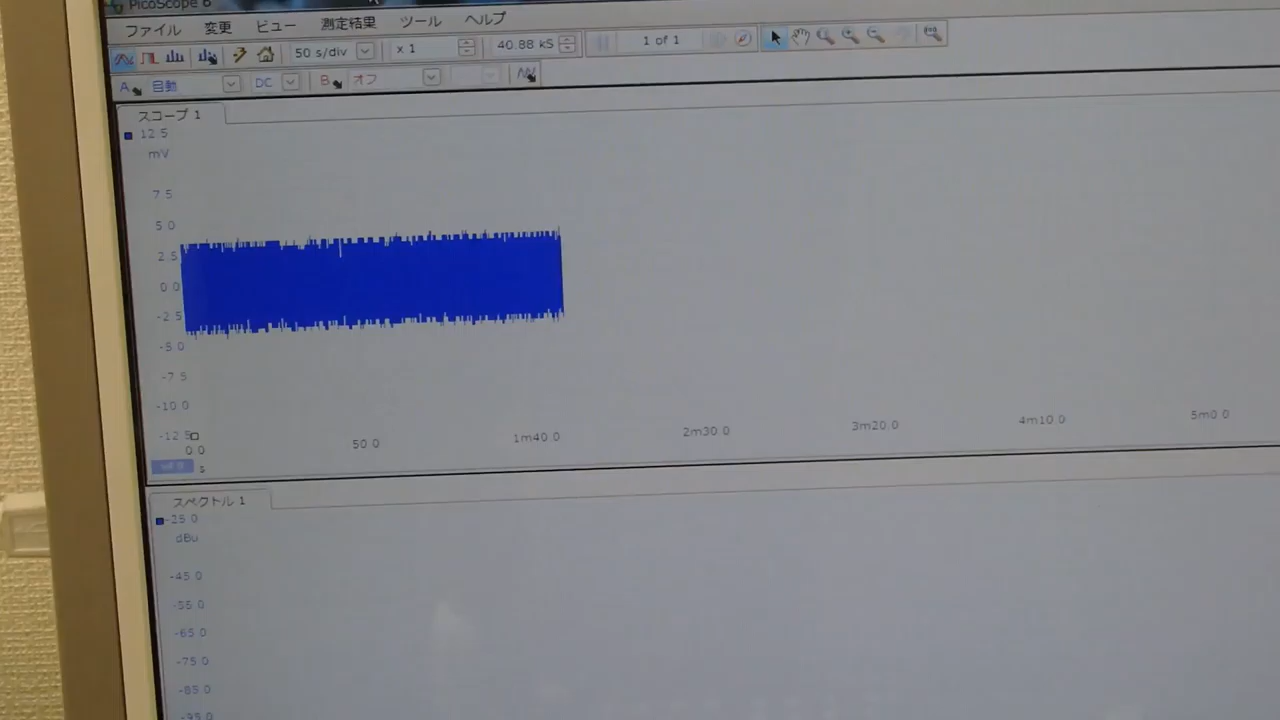 PicoScope 6
ファイル 変更 ビュー 測定結果 ツール ヘルプ
50 s/div x 1 40.88 kS 1 of 1
A 自動 DC B オフ
スコープ 1
12.5
mV
7.5
5.0
2.5
0.0
-2.5
-5.0
-7.5
-10.0
-12.5
0.0 50.0 1m40.0 2m30.0 3m20.0 4m10.0 5m0.0
s
スペクトル 1
-25.0
dBu
-45.0
-55.0
-65.0
-75.0
-85.0
-95.0